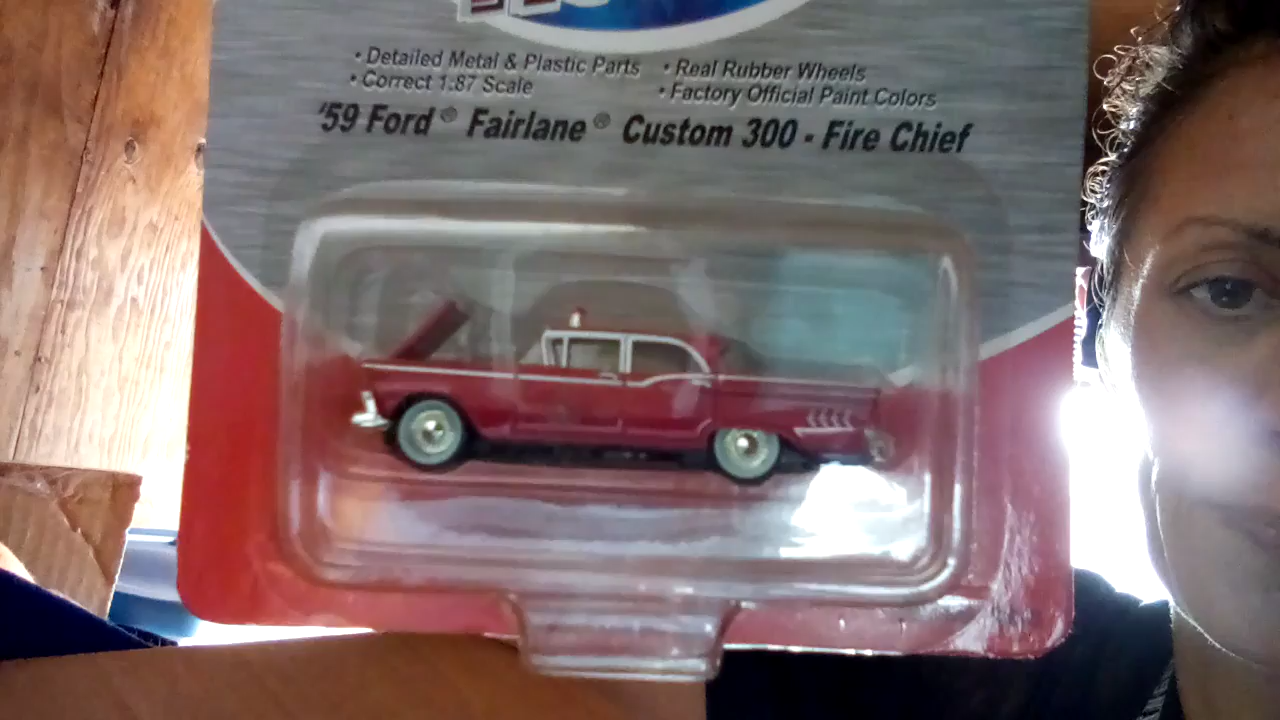 • Detailed Metal & Plastic Parts • Real Rubber Wheels
• Correct 1:87 Scale • Factory Official Paint Colors
'59 Ford® Fairlane® Custom 300 - Fire Chief